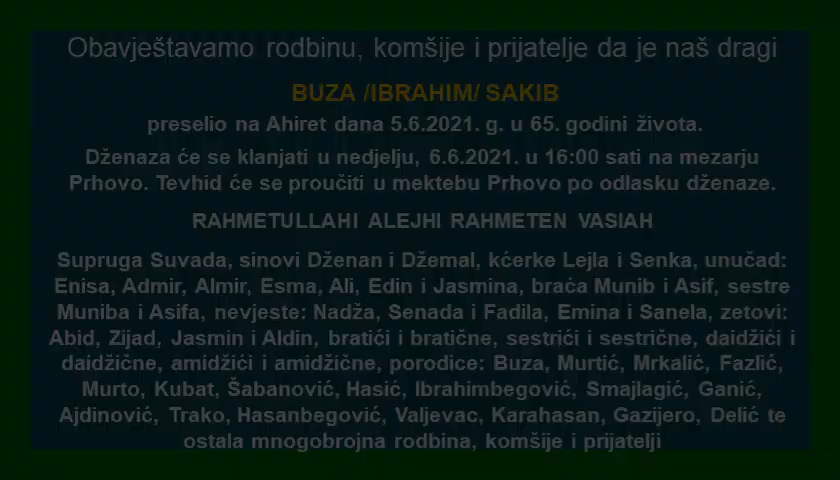 Obavještavamo rodbinu, komšije i prijatelje da je naš dragi
BUZA /IBRAHIM/ SAKIB
preselio na Ahiret dana 5.6.2021. g. u 65. godini života.
Dženaza će se klanjati u nedjelju, 6.6.2021. u 16:00 sati na mezarju
Prhovo. Tevhid će se proučiti u mektebu Prhovo po odlasku dženaze.
RAHMETULLAHI ALEJHI RAHMETEN VASIAH
Supruga Suvada, sinovi Dženan i Džemal, kćerke Lejla i Senka, unučad:
Enisa, Admir, Almir, Esma, Ali, Edin i Jasmina, braća Munib i Asif, sestre
Muniba i Asifa, nevjeste: Nadža, Senada i Fadila, Emina i Sanela, zetovi:
Abid, Zijad, Jasmin i Aldin, bratići i bratične, sestrići i sestrične, daidžići i
daidžične, amidžići i amidžične, porodice: Buza, Murtić, Mrkalić, Fazlić,
Murto, Kubat, Šabanović, Hasić, Ibrahimbegović, Smajlagić, Ganić,
Ajdinović, Trako, Hasanbegović, Valjevac, Karahasan, Gazijero, Delić te
ostala mnogobrojna rodbina, komšije i prijatelji